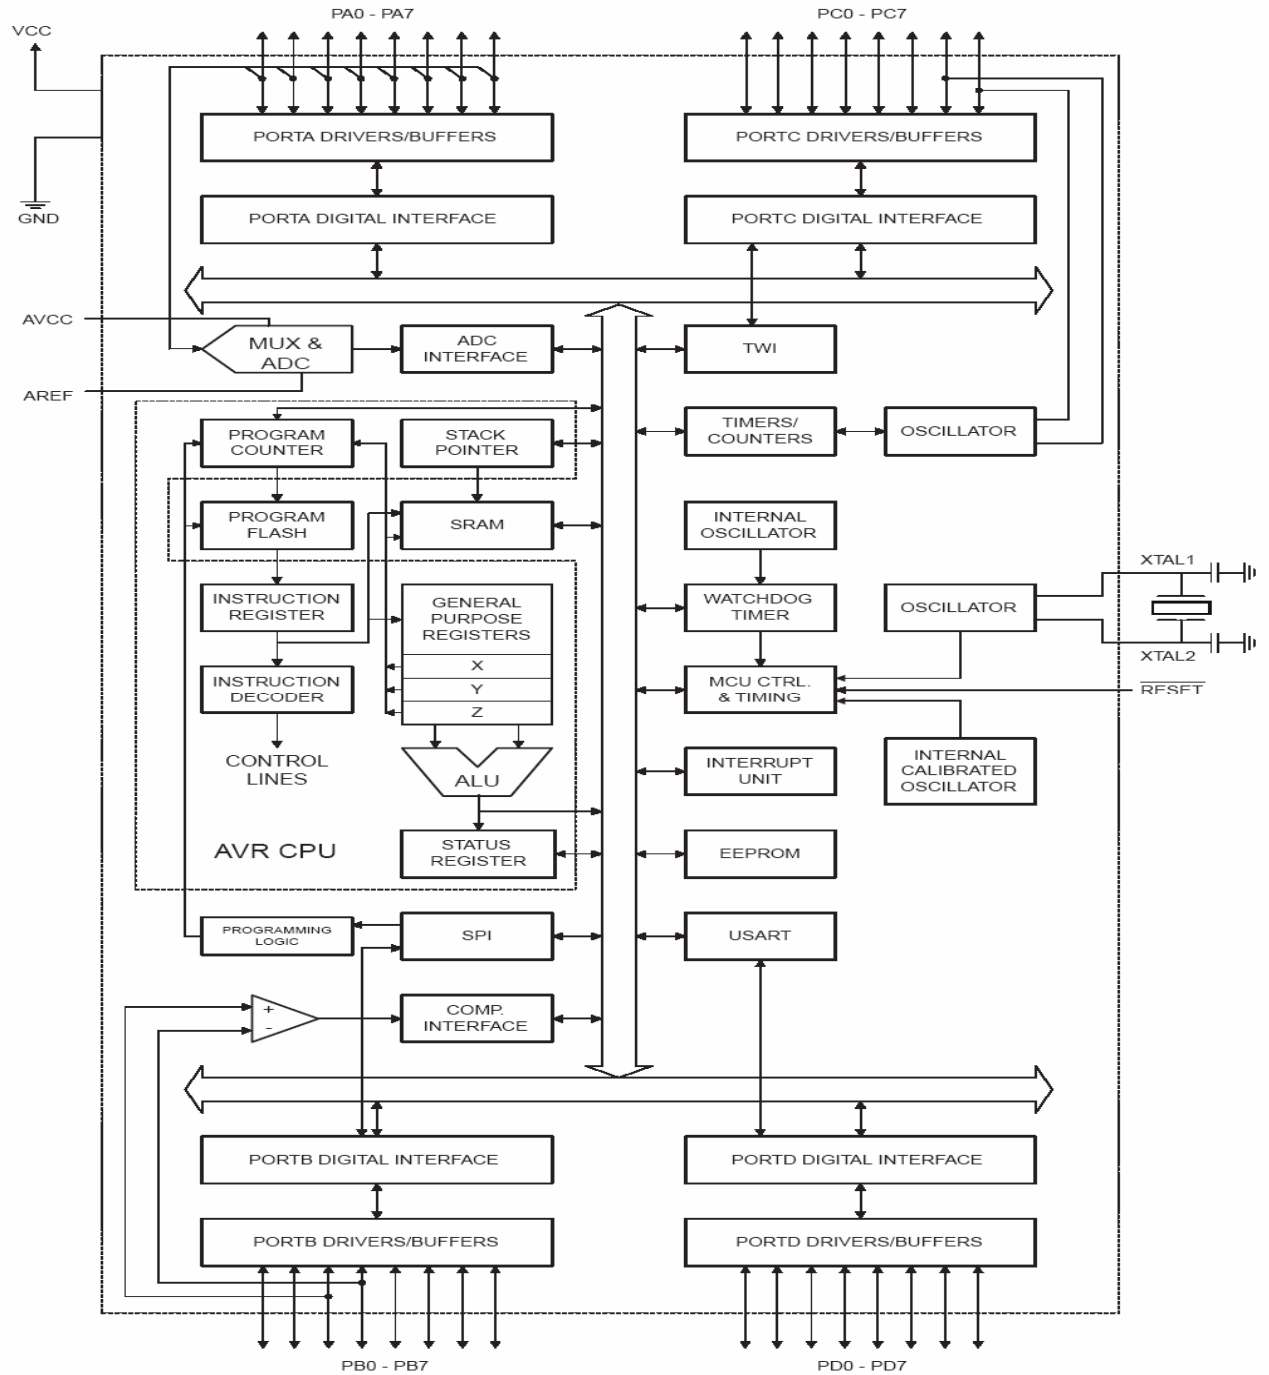 PA0 - PA7
PC0 - PC7
VCC
PORTA DRIVERS/BUFFERS
PORTC DRIVERS/BUFFERS
GND
PORTA DIGITAL INTERFACE
PORTC DIGITAL INTERFACE
AVCC
MUX &
ADC
ADC
INTERFACE
TWI
AREF
PROGRAM
COUNTER
STACK
POINTER
TIMERS/
COUNTERS
OSCILLATOR
PROGRAM
FLASH
SRAM
INTERNAL
OSCILLATOR
XTAL1
INSTRUCTION
REGISTER
GENERAL
PURPOSE
REGISTERS
X
Y
Z
WATCHDOG
TIMER
OSCILLATOR
XTAL2
INSTRUCTION
DECODER
MCU CTRL.
& TIMING
RESET
CONTROL
LINES
ALU
INTERRUPT
UNIT
INTERNAL
CALIBRATED
OSCILLATOR
AVR CPU
STATUS
REGISTER
EEPROM
PROGRAMMING
LOGIC
SPI
USART
+
-
COMP.
INTERFACE
PORTB DIGITAL INTERFACE
PORTD DIGITAL INTERFACE
PORTB DRIVERS/BUFFERS
PORTD DRIVERS/BUFFERS
PB0 - PB7
PD0 - PD7